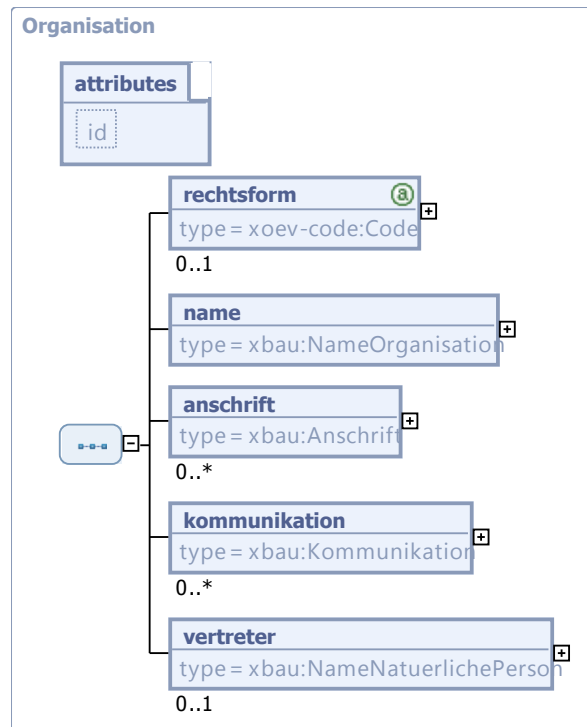 Organisation
attributes
id
rechtsform @
type = xoev-code:Code
0..1
name
type = xbau:NameOrganisation
anschrift
type = xbau:Anschrift
0..*
kommunikation
type = xbau:Kommunikation
0..*
vertreter
type = xbau:NameNatuerlichePerson
0..1